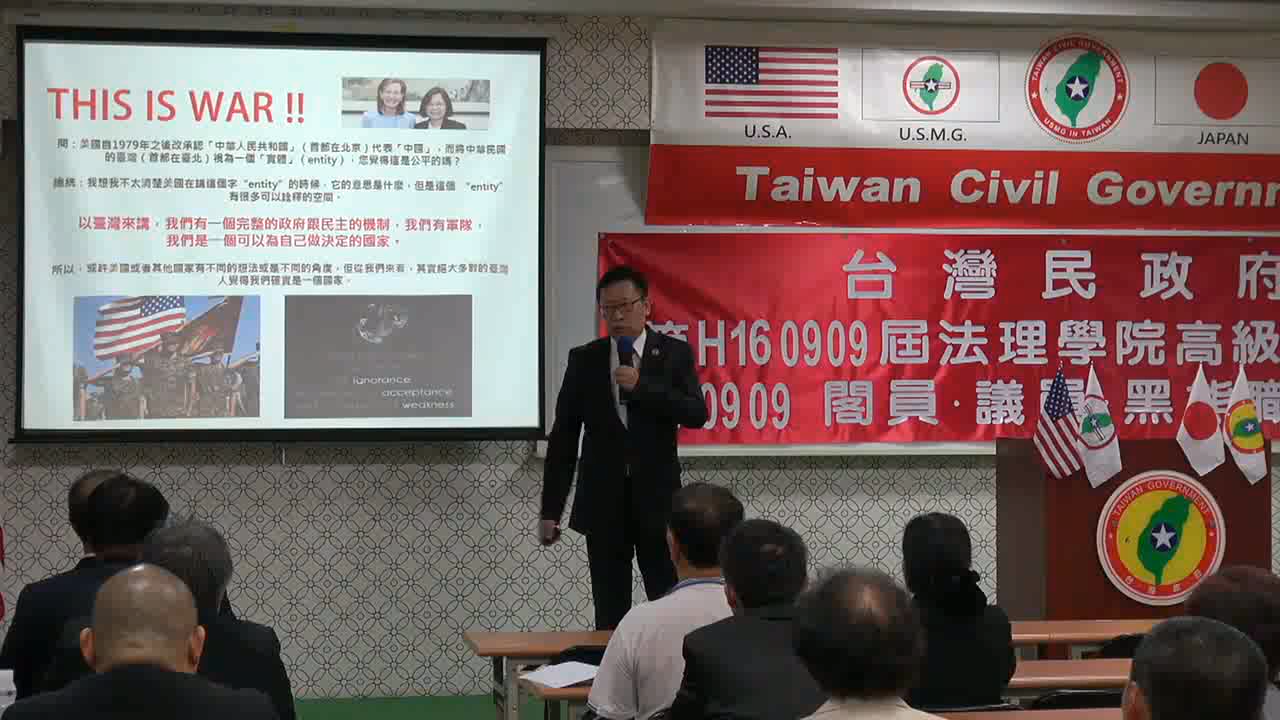 THIS IS WAR !!
問：美國自1979年之後改承認「中華人民共和國」（首都在北京）代表「中國」，而將中華民國
的臺灣（首都在臺北）視為一個「實體」（entity），您覺得這是公平的嗎？
總統：我想我不太清楚美國在講這個字“entity”的時候，它的意思是什麼，但是這個 “entity”
有很多可以詮釋的空間。
以臺灣來講，我們有一個完整的政府跟民主的機制，我們有軍隊，
我們是一個可以為自己做決定的國家。
所以，或許美國或者其他國家有不同的想法或是不同的角度，但從我們來看，其實絕大多數的臺灣
人覺得我們確實是一個國家。
ignorance
acceptance
weakness
U.S.A.
U.S.M.G.
TAIWAN CIVIL GOVERNMENT
USMG IN TAIWAN
JAPAN
Taiwan Civil Governm
台灣民政府
H16 0909屆法理學院高級
0909 閣員·議員黑
TAIWAN GOVERNMENT